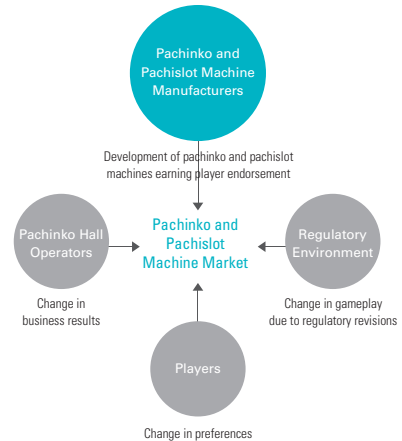 Pachinko and
Pachislot Machine
Manufacturers
Development of pachinko and pachislot
machines earning player endorsement
Pachinko Hall
Operators
Pachinko and
Pachislot
Machine Market
Regulatory
Environment
Change in
business results
Change in gameplay
due to regulatory revisions
Players
Change in preferences